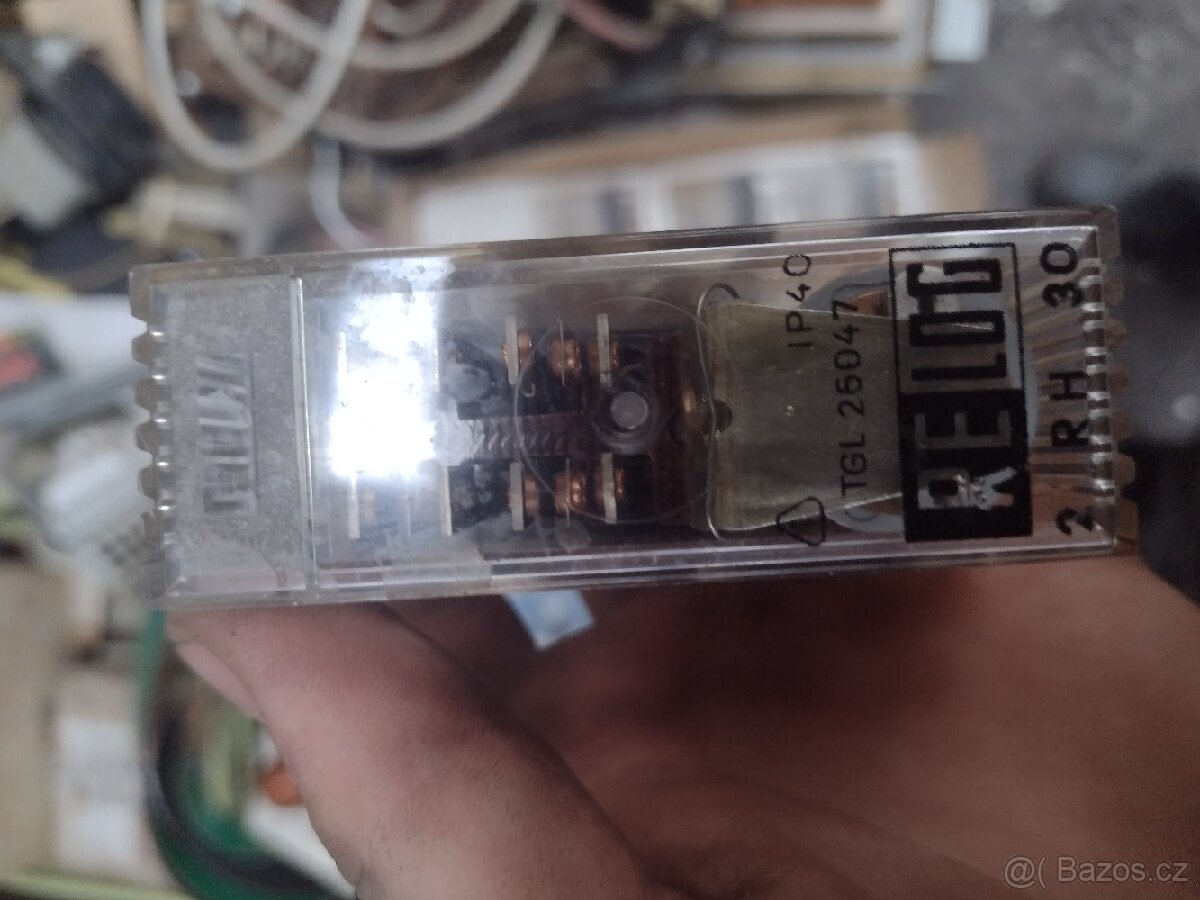 IP40
TGL 26047
RELOG
2 RH 30
@( Bazos.cz